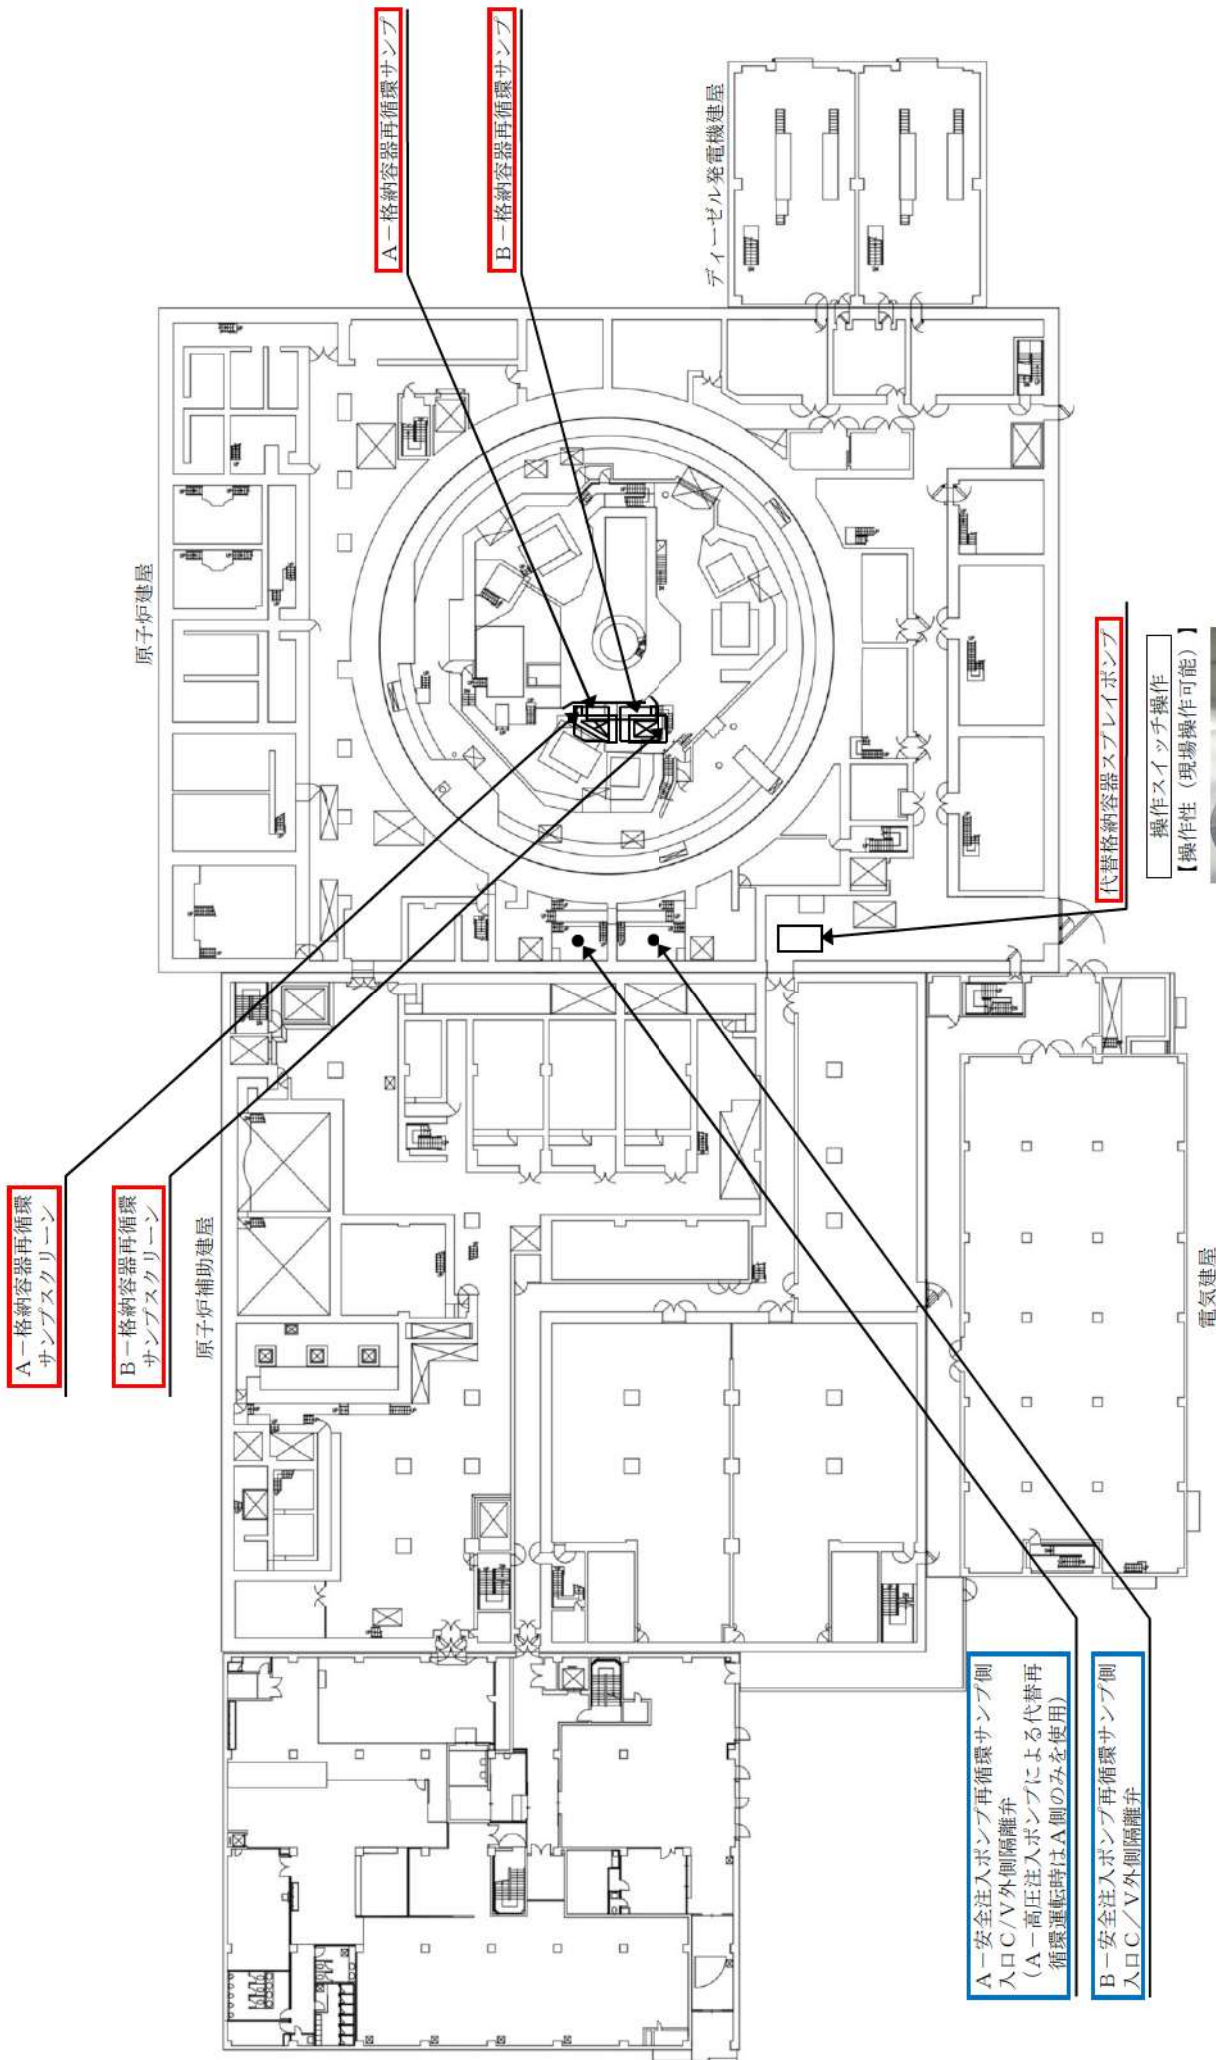 A－格納容器再循環サンプ
B－格納容器再循環サンプ
ディーゼル発電機建屋
原子炉建屋
代替格納容器スプレイポンプ
操作スイッチ操作
【操作性（現場操作可能）】
A－格納容器再循環
サンプスクリーン
B－格納容器再循環
サンプスクリーン
原子炉補助建屋
電気建屋
A－安全注入ポンプ再循環サンプ側
入口C/V外側隔離弁
（A－高圧注入ポンプによる代替再
循環運転時はA側のみを使用）
B－安全注入ポンプ再循環サンプ側
入口C／V外側隔離弁